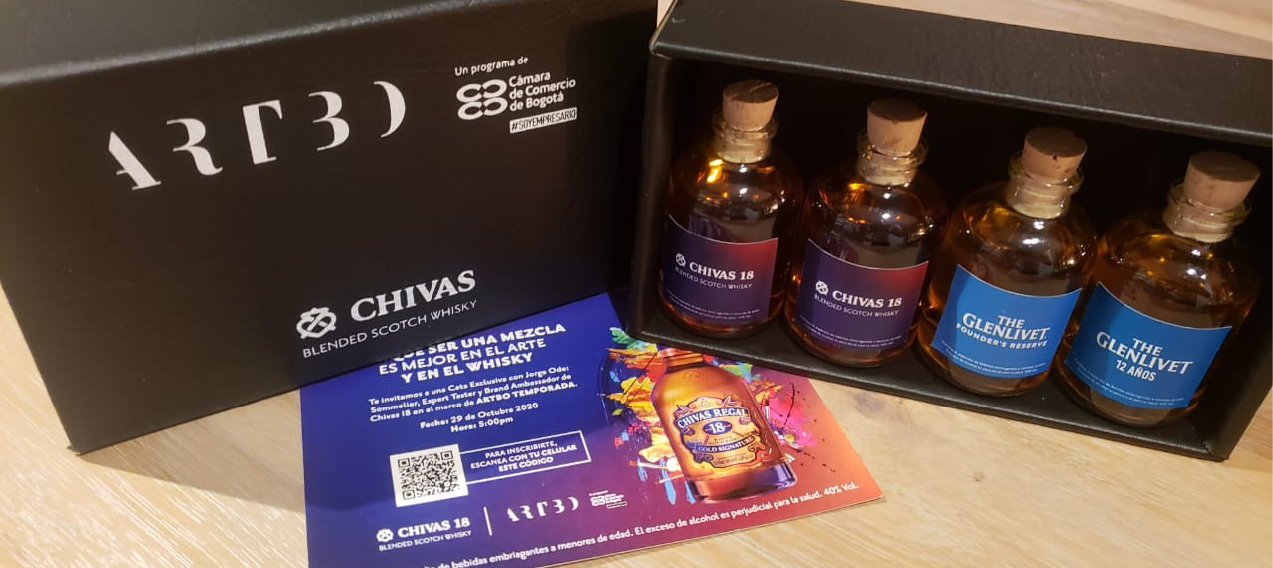 ARTBO
Un programa de
Cámara
de Comercio
de Bogotá
#SOYEMPRESARIO
CHIVAS
BLENDED SCOTCH WHISKY
QUE SER UNA MEZCLA
ES MEJOR EN EL ARTE
Y EN EL WHISKY
Te invitamos a una Cata Exclusiva con Jorge Ode:
Sommelier, Expert Taster y Brand Ambassador de
Chivas 18 en el marco de ARTBO TEMPORADA.
Fecha: 29 de Octubre 2020
Hora: 5:00pm
PARA INSCRIBIRTE,
ESCANEA CON TU CELULAR
ESTE CÓDIGO
CHIVAS 18
BLENDED SCOTCH WHISKY
ARTBO
de bebidas embriagantes a menores de edad. El exceso de alcohol es perjudicial para la salud. 40% Vol.
CHIVAS REGAL
18
GOLD SIGNATURE
CHIVAS 18
BLENDED SCOTCH WHISKY
CHIVAS 18
BLENDED SCOTCH WHISKY
THE
GLENLIVET
FOUNDER'S RESERVE
THE
GLENLIVET
12 AÑOS